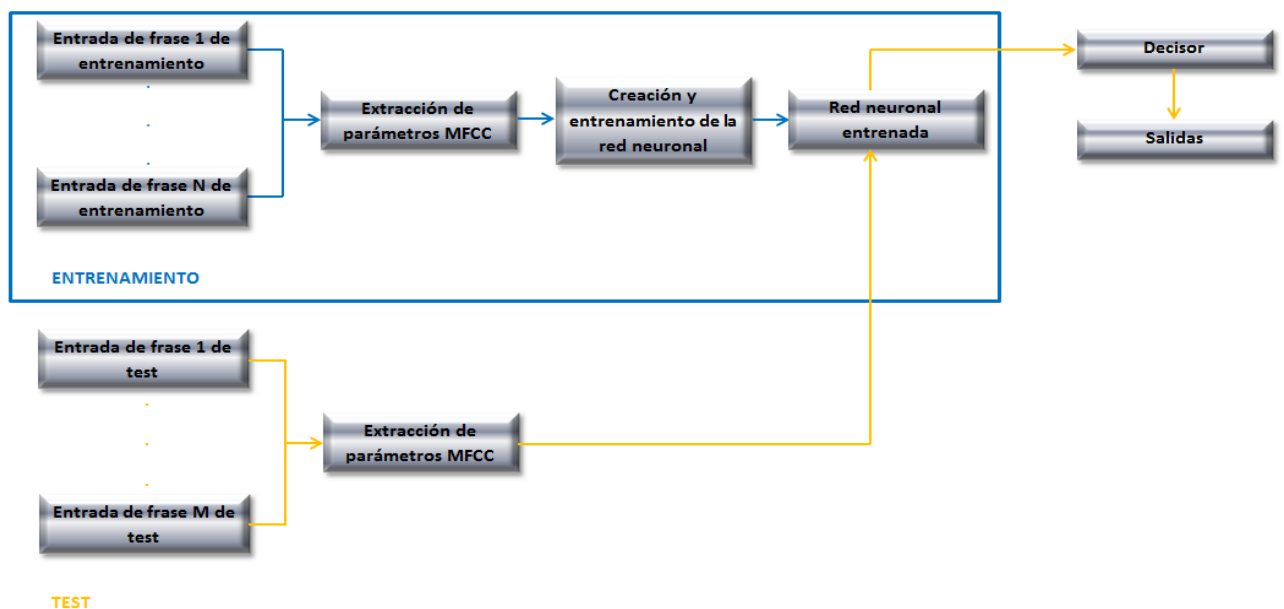 Entrada de frase 1 de
entrenamiento
Entrada de frase N de
entrenamiento
Extracción de
parámetros MFCC
Creación y
entrenamiento de la
red neuronal
Red neuronal
entrenada
Decisor
Salidas
ENTRENAMIENTO
Entrada de frase 1 de
test
Entrada de frase M de
test
Extracción de
parámetros MFCC
TEST